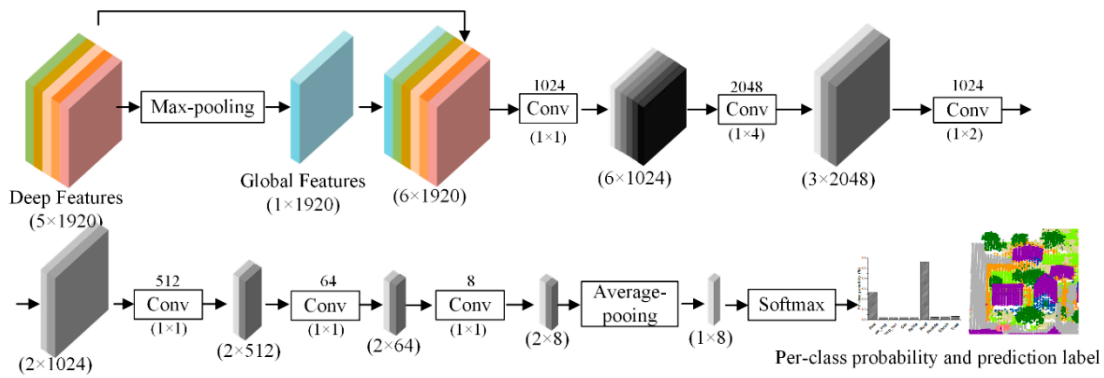 1024
2048
1024
Max-pooling
Conv
Conv
Conv
(1×1)
(1×4)
(1×2)
Deep Features
(5×1920)
Global Features
(1×1920)
(6×1920)
(6×1024)
(3×2048)
512
64
8
Conv
Conv
Conv
Average-
pooing
Softmax
(1×1)
(1×1)
(1×1)
(2×1024)
(2×512)
(2×64)
(2×8)
(1×8)
Per-class probability and prediction label